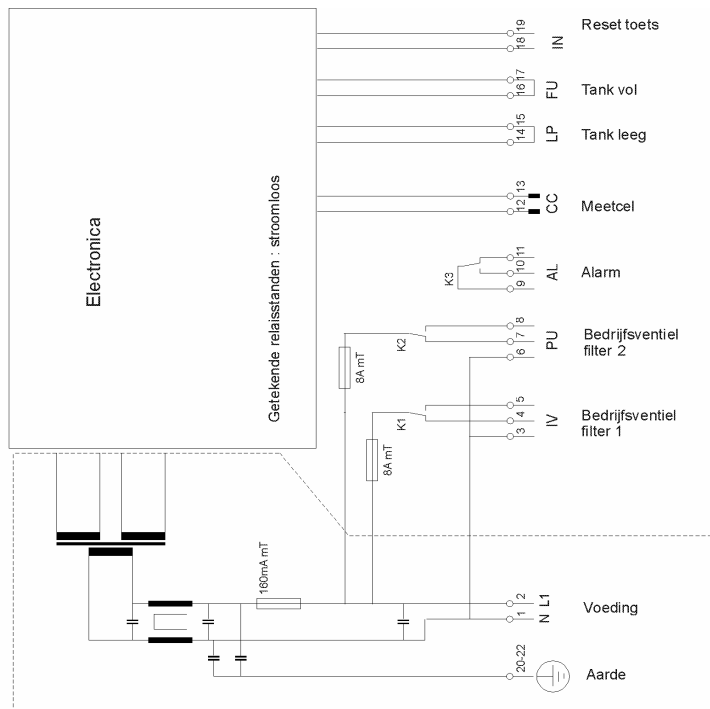 19
18
IN
Reset toets
17
16
FU
Tank vol
15
14
LP
Tank leeg
13
12
CC
Meetcel
11
10
9
AL
Alarm
K3
8
7
6
PU
Bedrijfsventiel
filter 2
K2
8A mT
5
4
3
IV
Bedrijfsventiel
filter 1
K1
8A mT
Electronica
Getekende relaisstanden : stroomloos
160mA mT
2
1
N L1
Voeding
20-22
Aarde